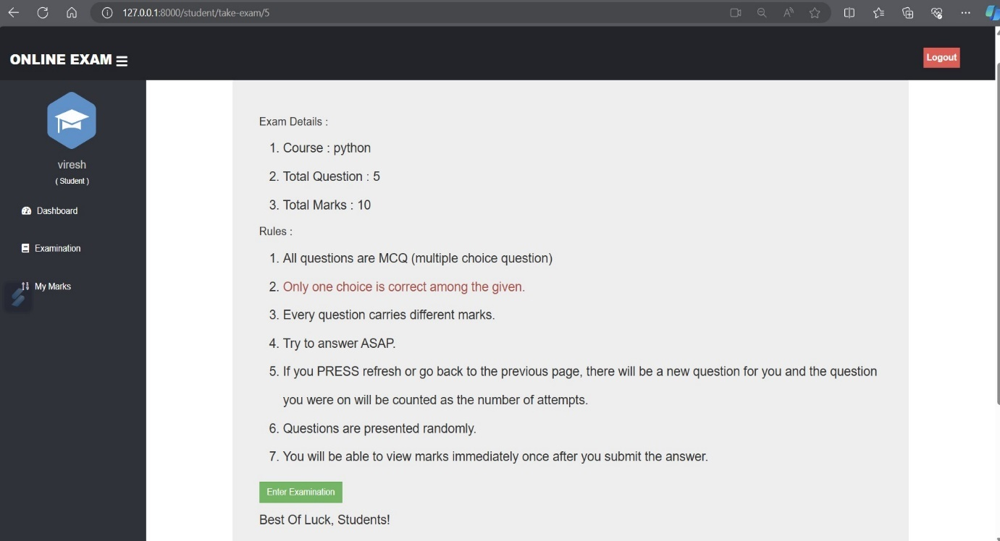 127.0.0.1:8000/student/take-exam/5
ONLINE EXAM
Logout
viresh
( Student )
Dashboard
Examination
My Marks
Exam Details :
1. Course : python
2. Total Question : 5
3. Total Marks : 10
Rules :
1. All questions are MCQ (multiple choice question)
2. Only one choice is correct among the given.
3. Every question carries different marks.
4. Try to answer ASAP.
5. If you PRESS refresh or go back to the previous page, there will be a new question for you and the question
you were on will be counted as the number of attempts.
6. Questions are presented randomly.
7. You will be able to view marks immediately once after you submit the answer.
Enter Examination
Best Of Luck, Students!